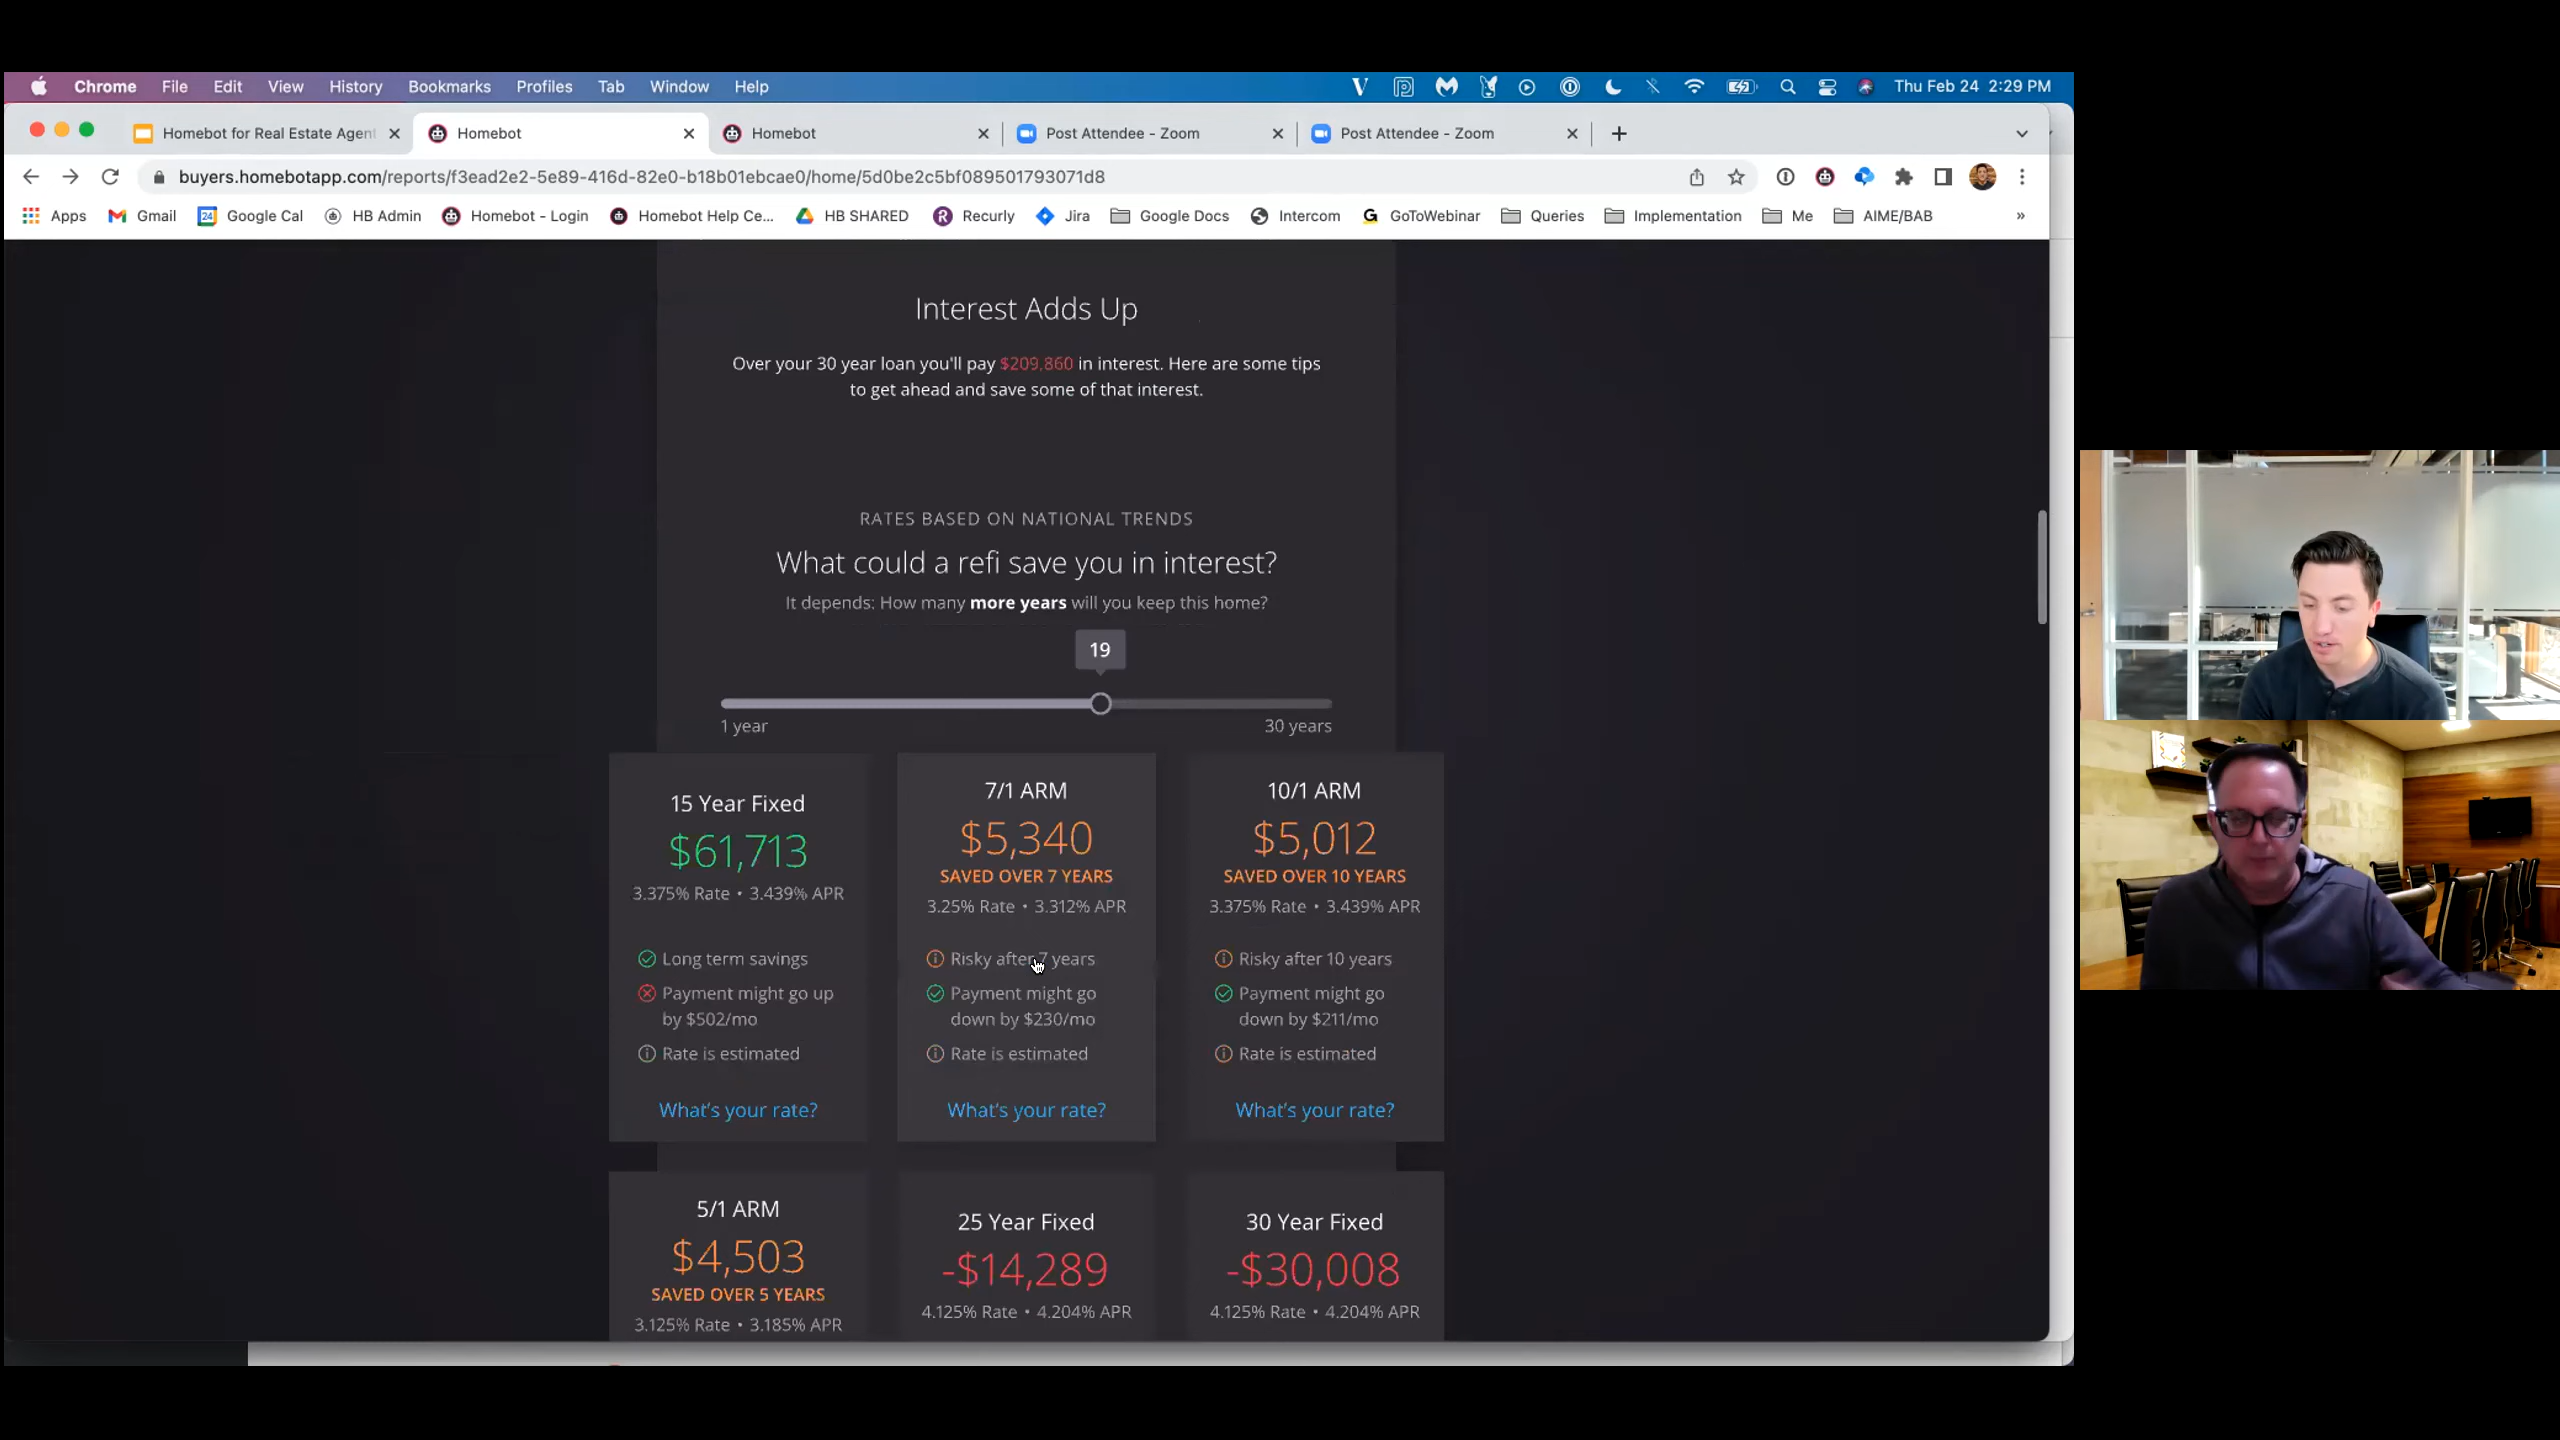 Chrome File Edit View History Bookmarks Profiles Tab Window Help Thu Feb 24 2:29 PM
Homebot for Real Estate Agent Homebot Homebot Post Attendee - Zoom Post Attendee - Zoom
buyers.homebotapp.com/reports/f3ead2e2-5e89-416d-82e0-b18b01ebcae0/home/5d0be2c5bf089501793071d8
Apps Gmail Google Cal HB Admin Homebot - Login Homebot Help Ce... HB SHARED Recurly Jira Google Docs Intercom GoToWebinar Queries Implementation Me AIME/BAB »
Interest Adds Up
Over your 30 year loan you'll pay $209,860 in interest. Here are some tips
to get ahead and save some of that interest.
RATES BASED ON NATIONAL TRENDS
What could a refi save you in interest?
It depends: How many more years will you keep this home?
19
1 year 30 years
15 Year Fixed
$61,713
3.375% Rate • 3.439% APR
Long term savings
Payment might go up
by $502/mo
Rate is estimated
What's your rate?
7/1 ARM
$5,340
SAVED OVER 7 YEARS
3.25% Rate • 3.312% APR
Risky after 7 years
Payment might go
down by $230/mo
Rate is estimated
What's your rate?
10/1 ARM
$5,012
SAVED OVER 10 YEARS
3.375% Rate • 3.439% APR
Risky after 10 years
Payment might go
down by $211/mo
Rate is estimated
What's your rate?
5/1 ARM
$4,503
SAVED OVER 5 YEARS
3.125% Rate • 3.185% APR
25 Year Fixed
-$14,289
4.125% Rate • 4.204% APR
30 Year Fixed
-$30,008
4.125% Rate • 4.204% APR